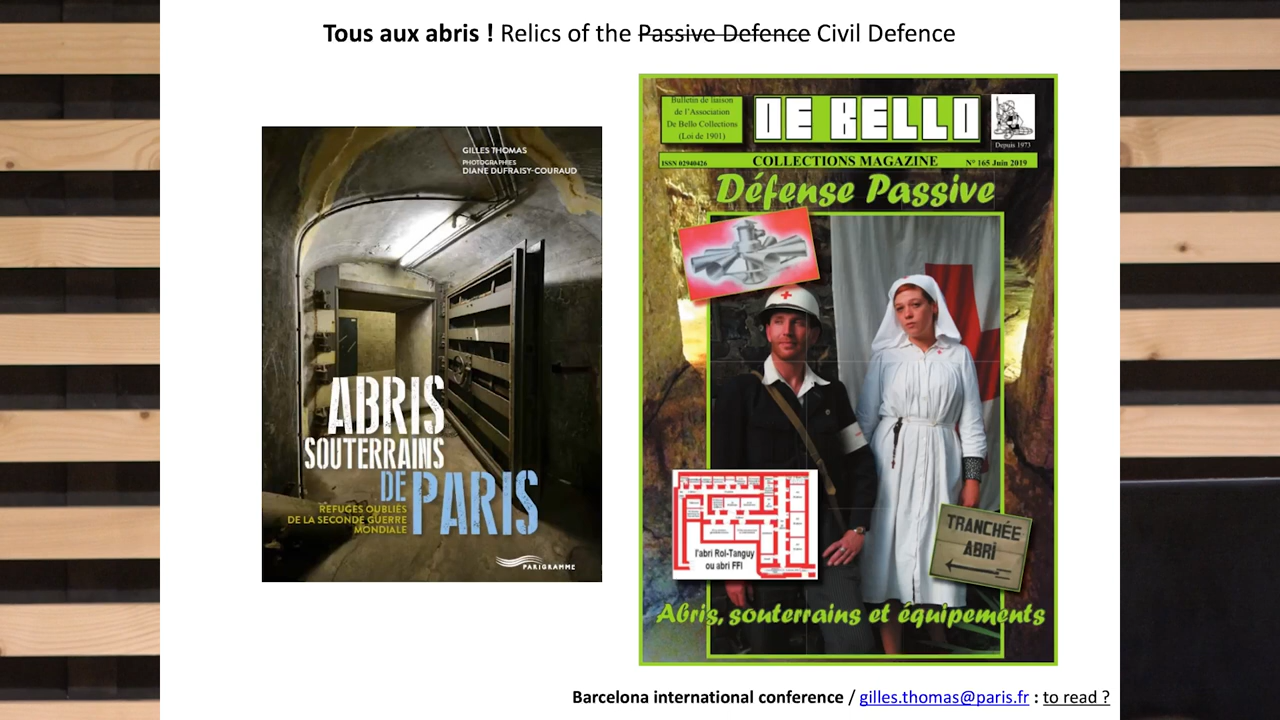 Tous aux abris ! Relics of the Passive Defence Civil Defence
GILLES THOMAS
PHOTOGRAPHIES
DIANE DUFRAISY-COURAUD
ABRIS
SOUTERRAINS
DE PARIS
REFUGES OUBLIÉS
DE LA SECONDE GUERRE
MONDIALE
PARIGRAMME
Bulletin de liaison
de l'Association
De Bello Collections
(Loi de 1901)
DE BELLO
Depuis 1973
ISSN 02940426
COLLECTIONS MAGAZINE
N° 165 Juin 2019
Défense Passive
l'abri Rol-Tanguy
ou abri FFI
TRANCHÉE
ABRI
Abris, souterrains et équipements
Barcelona international conference / gilles.thomas@paris.fr : to read ?